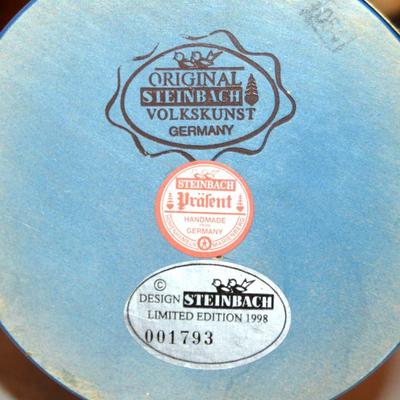 ORIGINAL
STEINBACH
VOLKSKUNST
GERMANY
STEINBACH
Präsent
HANDMADE
GERMANY
©
DESIGN STEINBACH
LIMITED EDITION 1998
001793